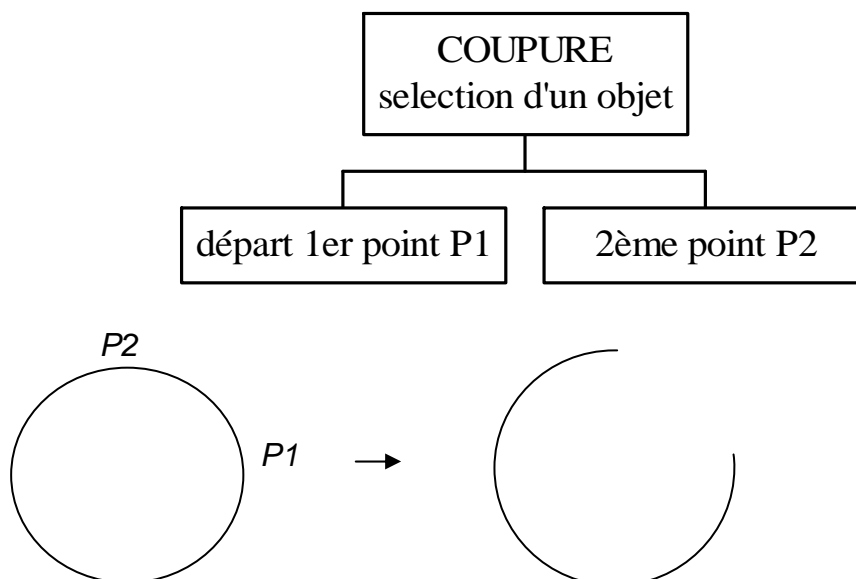 COUPURE
selection d'un objet
départ 1er point P1
2ème point P2
P2
P1